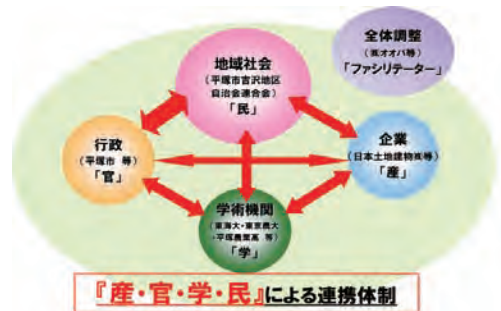 全体調整
(㈱オオバ等)
「ファシリテーター」
地域社会
(平塚市吉沢地区
自治会連合会)
「民」
行政
(平塚市 等)
「官」
企業
(日本土地建物㈱等)
「産」
学術機関
(東海大・東京農大
・平塚農業高 等)
「学」
『産・官・学・民』による連携体制